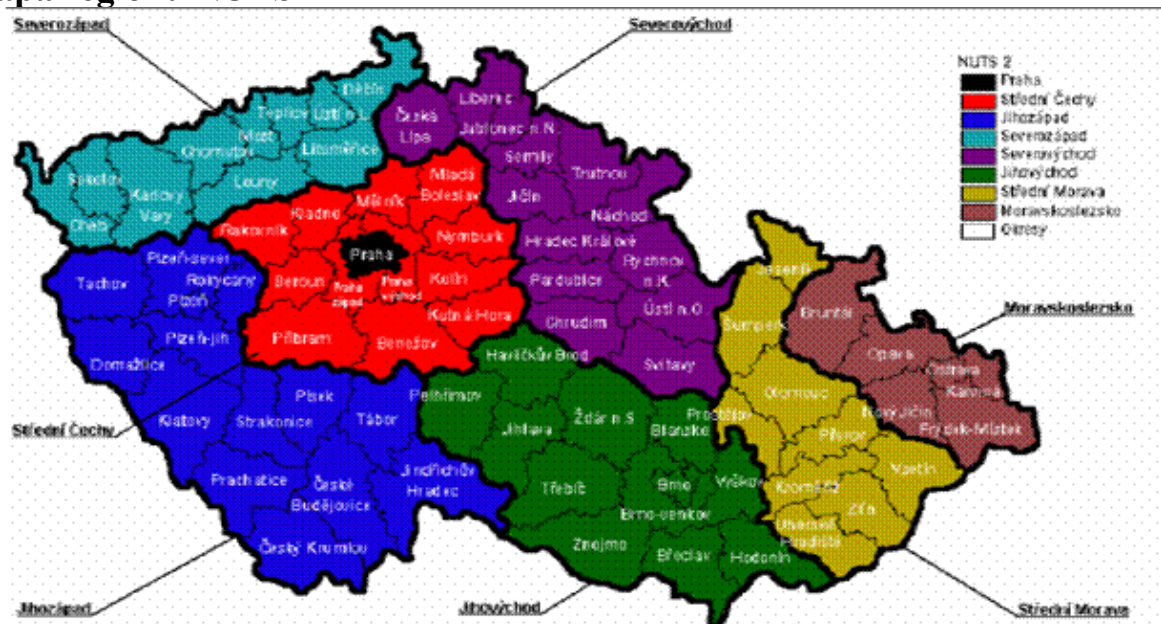 Severozápad
Severovýchod
NUTS 2
Praha
Střední Čechy
Jihozápad
Severozápad
Severovýchod
Jihovýchod
Střední Morava
Moravskoslezsko
Okresy
Děčín
Teplice
Ústí n.L.
Most
Chomutov
Litoměřice
Sokolov
Karlovy
Vary
Louny
Cheb
Česká
Lípa
Liberec
Jablonec n.N.
Semily
Trutnov
Jičín
Náchod
Hradec Králové
Rychnov
n.K.
Pardubice
Ústí n.O.
Chrudim
Svitavy
Mladá
Boleslav
Mělník
Kladno
Rakovník
Nymburk
Praha
Beroun
Praha
západ
Praha
východ
Kolín
Kutná Hora
Příbram
Benešov
Plzeň-sever
Tachov
Rokycany
Plzeň
Plzeň-jih
Domažlice
Klatovy
Písek
Strakonice
Tábor
Prachatice
České
Budějovice
Jindřichův
Hradec
Český Krumlov
Havlíčkův Brod
Pelhřimov
Jihlava
Žďár n.S
Blansko
Třebíč
Brno
Vyškov
Brno-venkov
Znojmo
Břeclav
Hodonín
Jeseník
Šumperk
Olomouc
Prostějov
Přerov
Vsetín
Kroměříž
Zlín
Uherské
Hradiště
Bruntál
Opava
Ostrava
Karviná
Nový Jičín
Frýdek-Místek
Moravskoslezsko
Střední Čechy
Jihozápad
Jihovýchod
Střední Morava